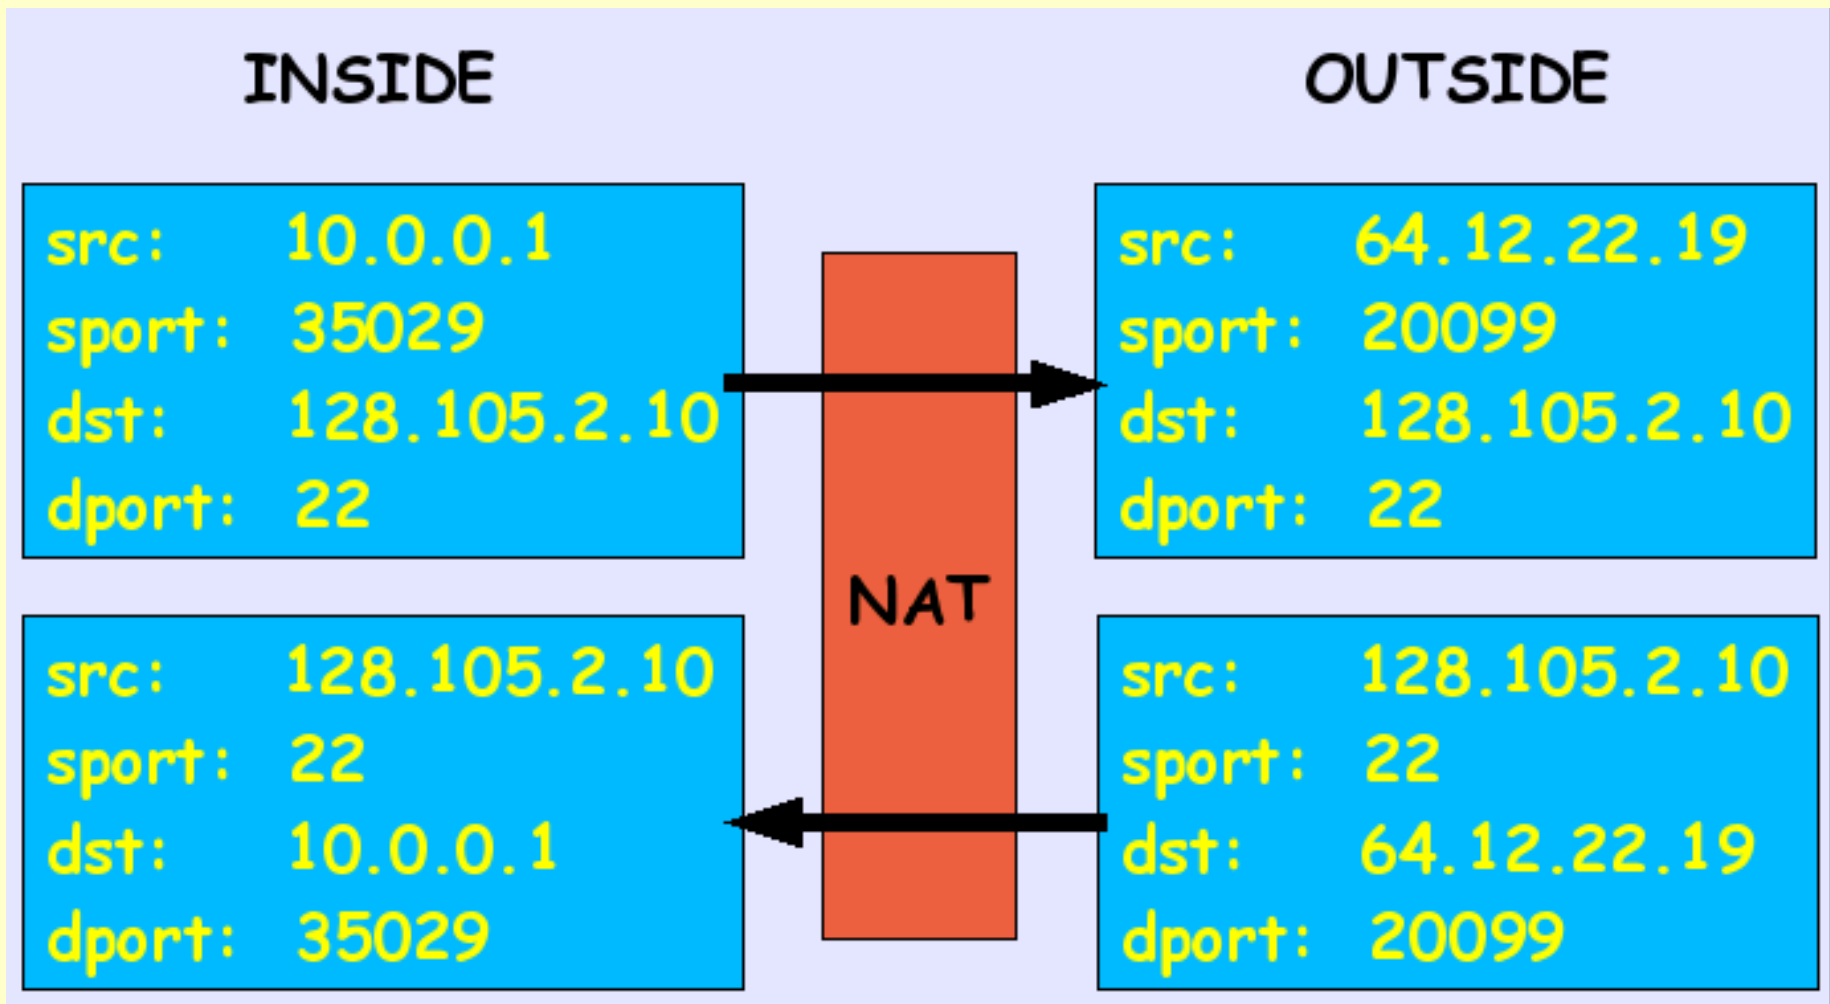 INSIDE
OUTSIDE
src: 10.0.0.1
sport: 35029
dst: 128.105.2.10
dport: 22
src: 64.12.22.19
sport: 20099
dst: 128.105.2.10
dport: 22
NAT
src: 128.105.2.10
sport: 22
dst: 10.0.0.1
dport: 35029
src: 128.105.2.10
sport: 22
dst: 64.12.22.19
dport: 20099